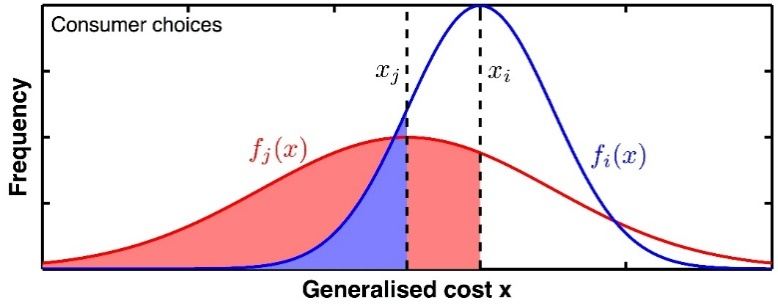 Consumer choices
Frequency
x_j
x_i
f_j(x)
f_i(x)
Generalised cost x